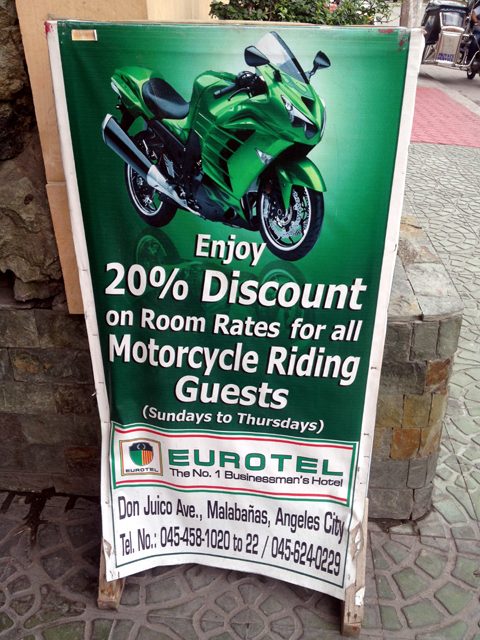 Enjoy
20% Discount
on Room Rates for all
Motorcycle Riding
Guests
(Sundays to Thursdays)
EUROTEL
EUROTEL
The No. 1 Businessman's Hotel
Don Juico Ave., Malabañas, Angeles City
Tel. No.: 045-458-1020 to 22 / 045-624-0229